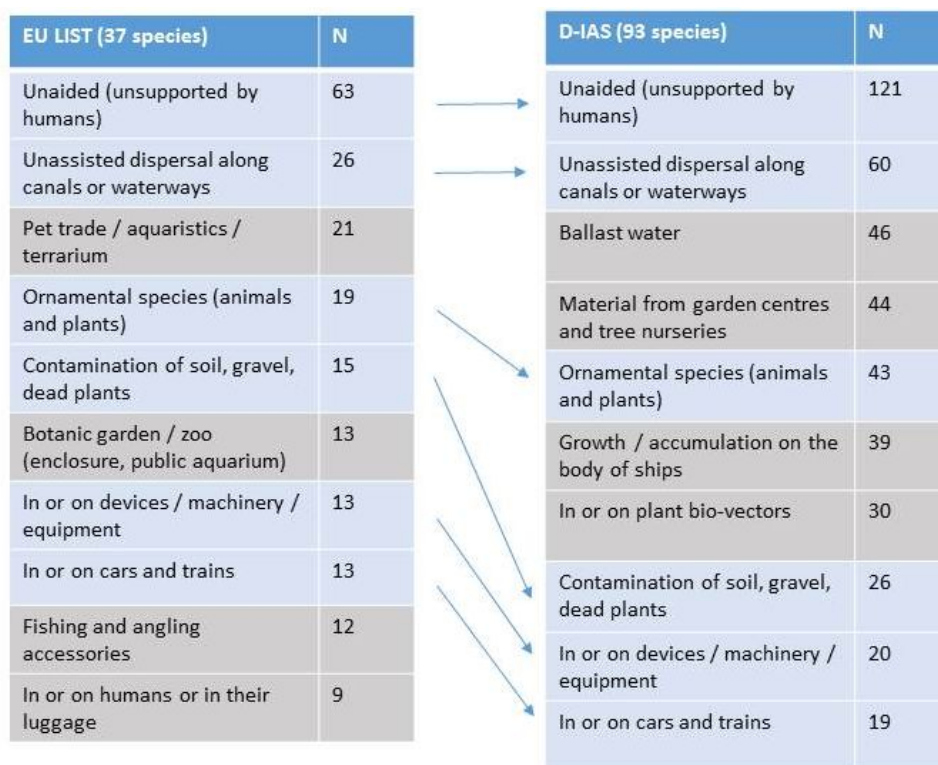 EU LIST (37 species) N
Unaided (unsupported by 63
humans)
Unassisted dispersal along 26
canals or waterways
Pet trade / aquaristics / 21
terrarium
Ornamental species (animals 19
and plants)
Contamination of soil, gravel, 15
dead plants
Botanic garden / zoo 13
(enclosure, public aquarium)
In or on devices / machinery / 13
equipment
In or on cars and trains 13
Fishing and angling 12
accessories
In or on humans or in their 9
luggage
D-IAS (93 species) N
Unaided (unsupported by 121
humans)
Unassisted dispersal along 60
canals or waterways
Ballast water 46
Material from garden centres 44
and tree nurseries
Ornamental species (animals 43
and plants)
Growth / accumulation on the 39
body of ships
In or on plant bio-vectors 30
Contamination of soil, gravel, 26
dead plants
In or on devices / machinery / 20
equipment
In or on cars and trains 19